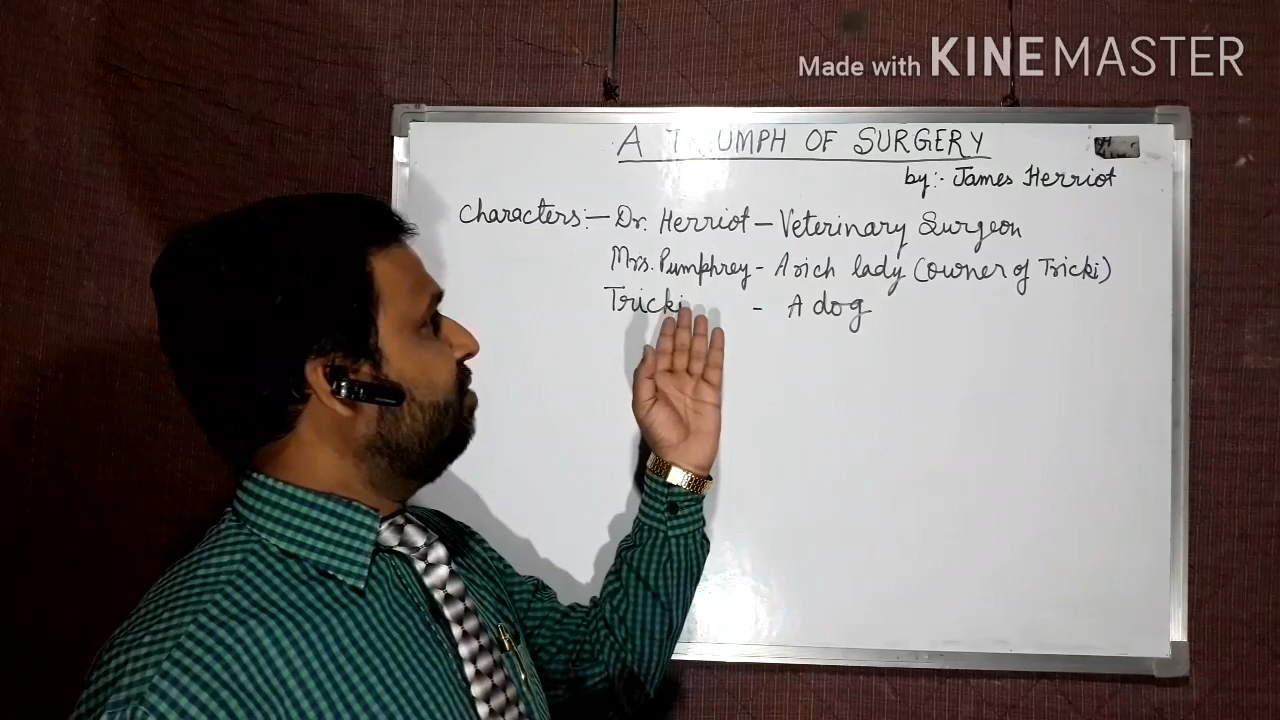 Made with KINEMASTER
A TRIUMPH OF SURGERY
by:- James Herriot
Characters:- Dr. Herriot - Veterinary Surgeon
Mrs. Pumphrey - A rich lady (owner of Tricki)
Tricki - A dog